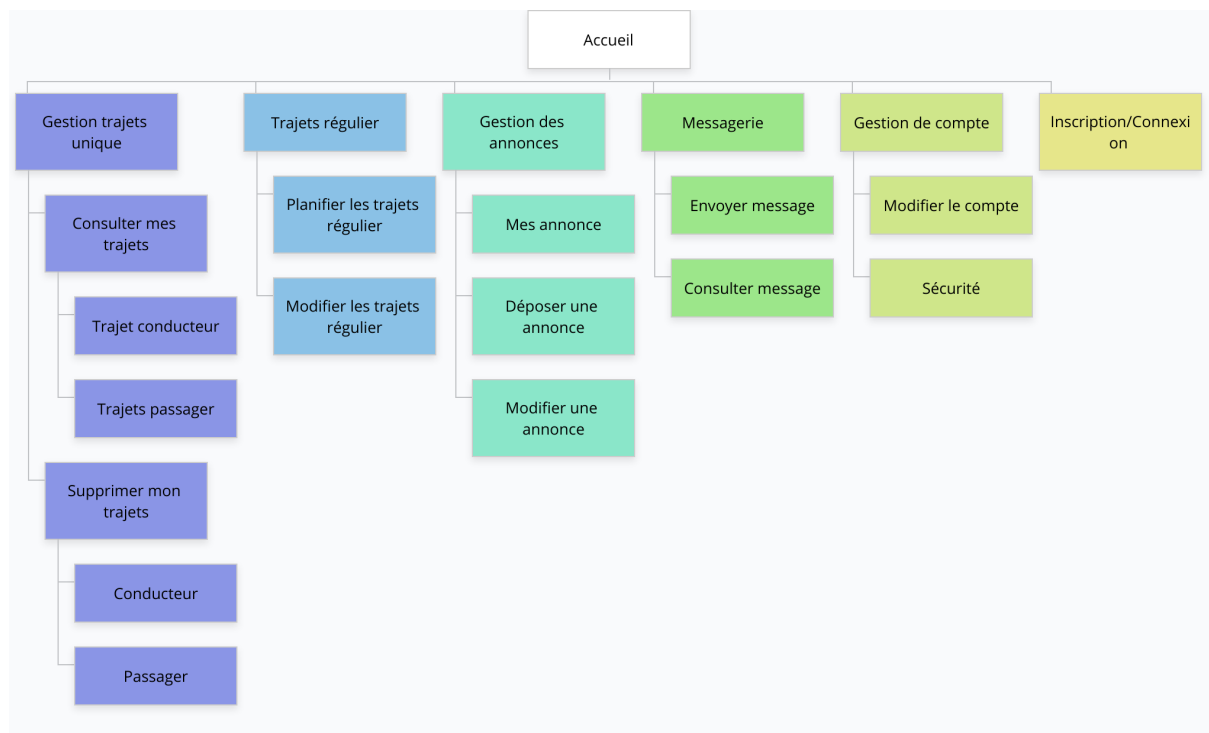 Accueil
Gestion trajets
unique
Consulter mes
trajets
Trajet conducteur
Trajets passager
Supprimer mon
trajets
Conducteur
Passager
Trajets régulier
Planifier les trajets
régulier
Modifier les trajets
régulier
Gestion des
annonces
Mes annonce
Déposer une
annonce
Modifier une
annonce
Messagerie
Envoyer message
Consulter message
Gestion de compte
Modifier le compte
Sécurité
Inscription/Connexi
on